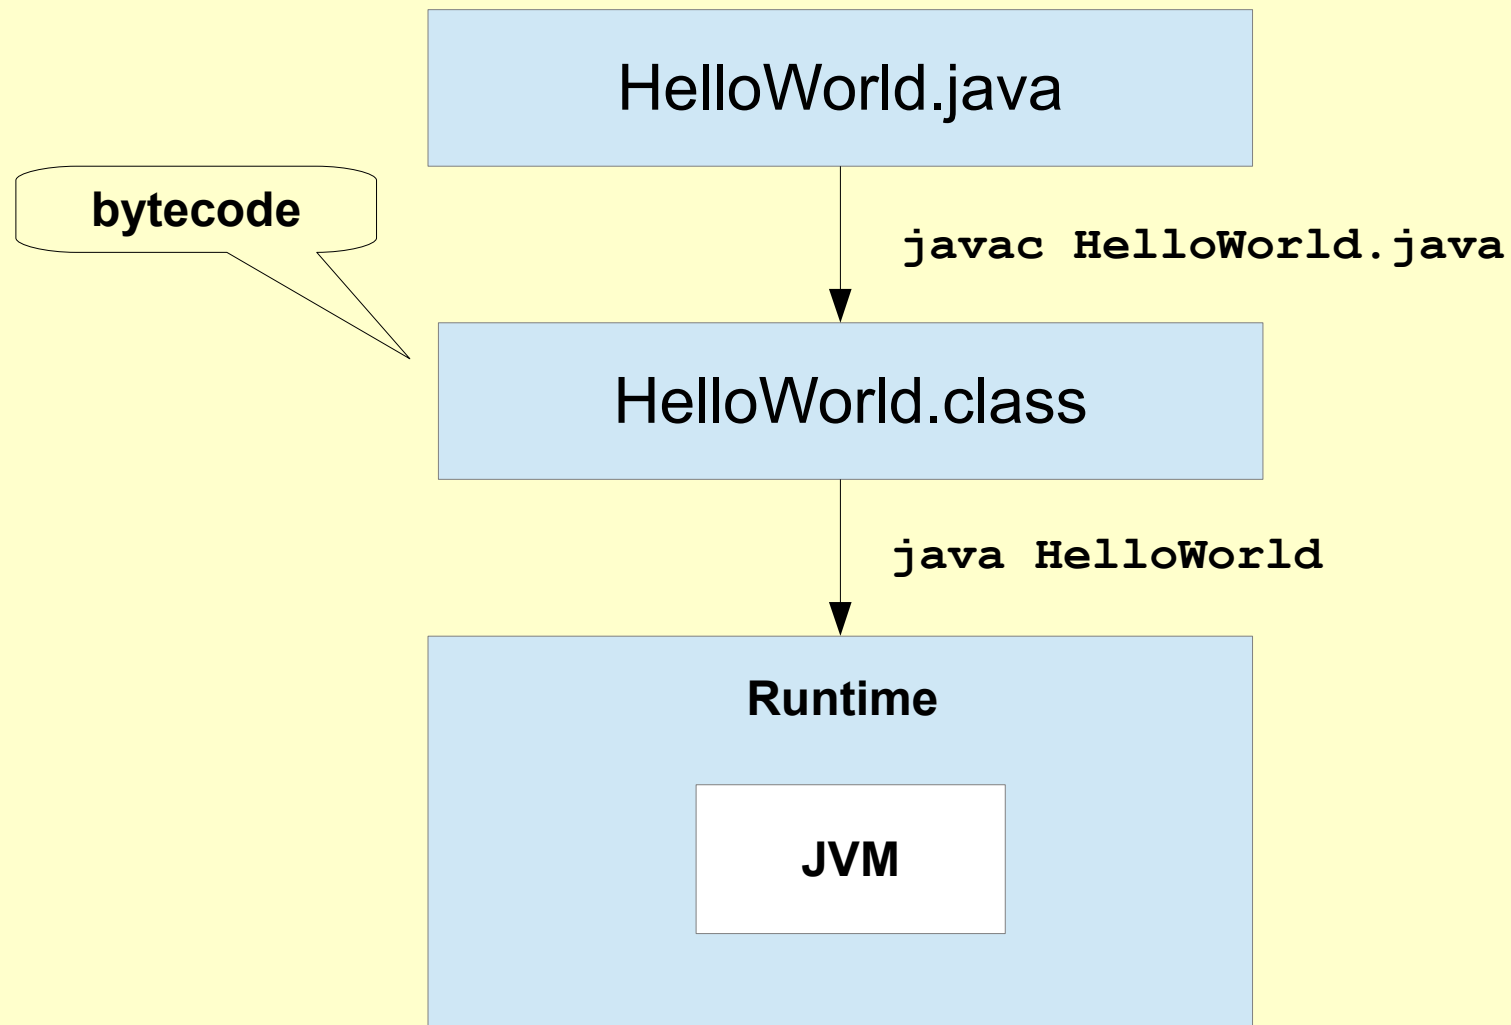 HelloWorld.java
bytecode
javac HelloWorld.java
HelloWorld.class
java HelloWorld
Runtime
JVM